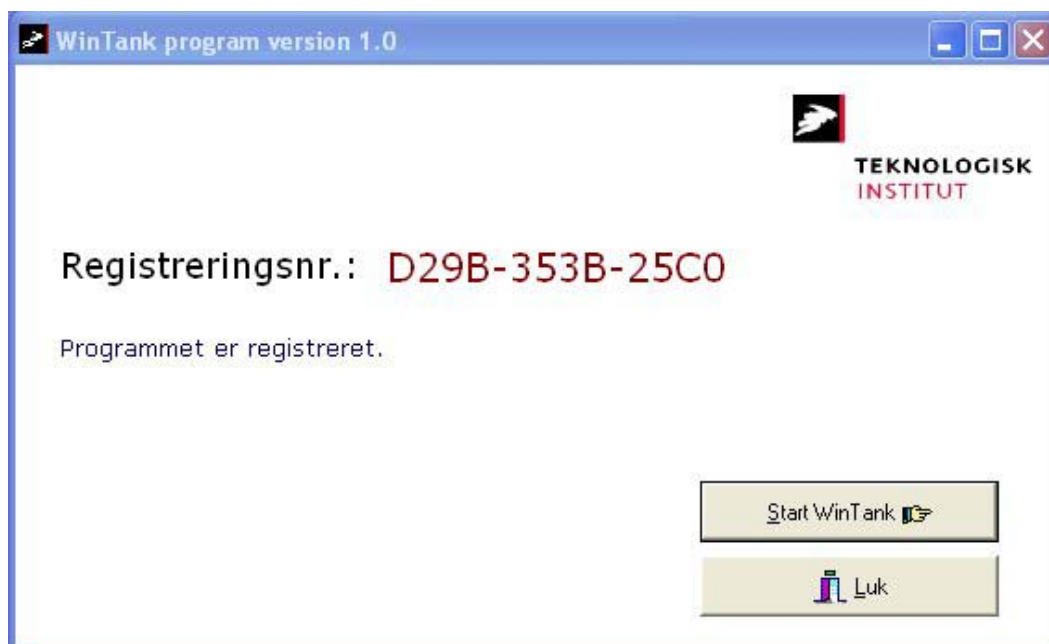 WinTank program version 1.0
TEKNOLOGISK
INSTITUT
Registreringsnr.: D29B-353B-25C0
Programmet er registreret.
Start WinTank
Luk